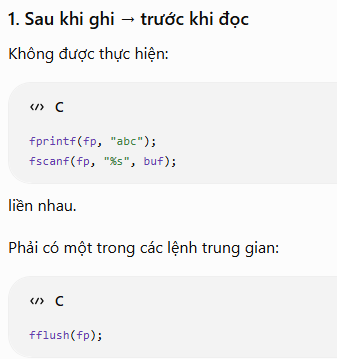 1. Sau khi ghi → trước khi đọc
Không được thực hiện:
</> C
fprintf(fp, "abc");
fscanf(fp, "%s", buf);
liền nhau.
Phải có một trong các lệnh trung gian:
</> C
fflush(fp);